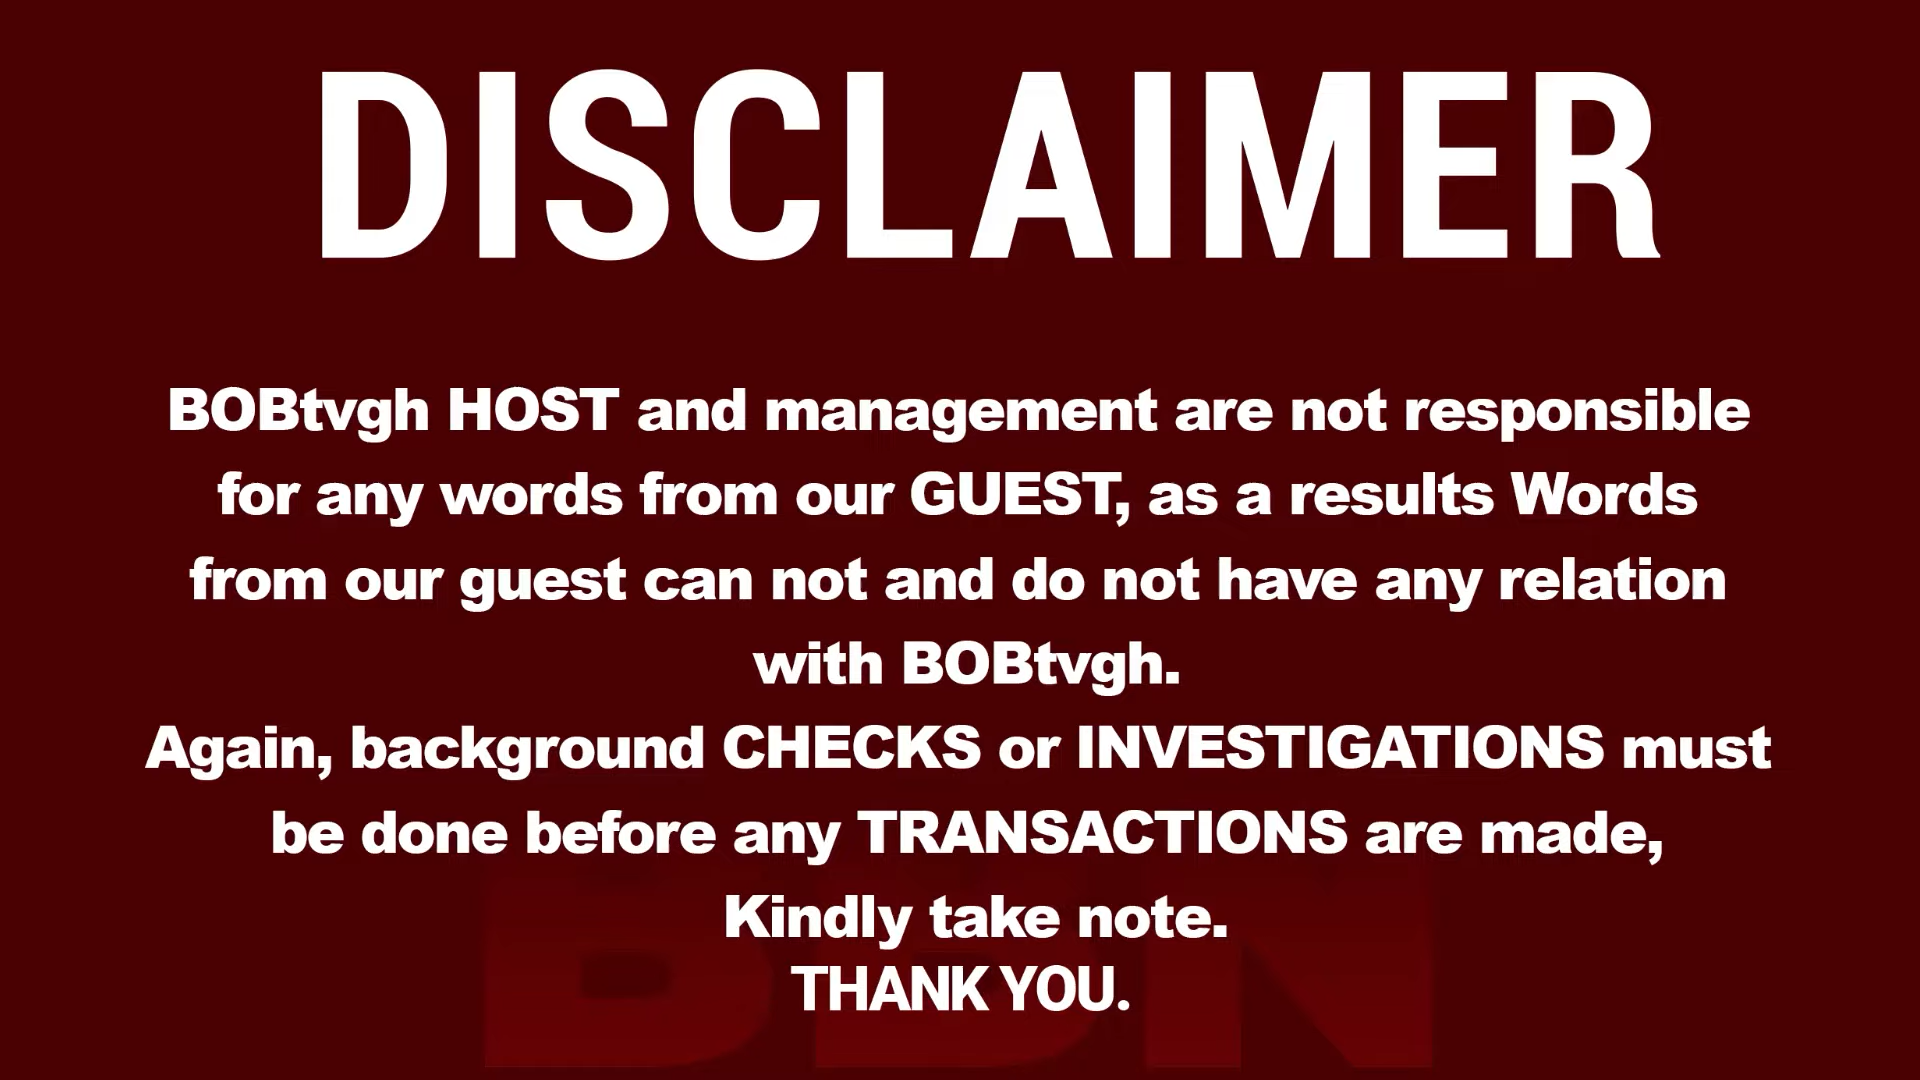 DISCLAIMER
BOBtvgh HOST and management are not responsible
for any words from our GUEST, as a results Words
from our guest can not and do not have any relation
with BOBtvgh.
Again, background CHECKS or INVESTIGATIONS must
be done before any TRANSACTIONS are made,
Kindly take note.
THANK YOU.
BBN